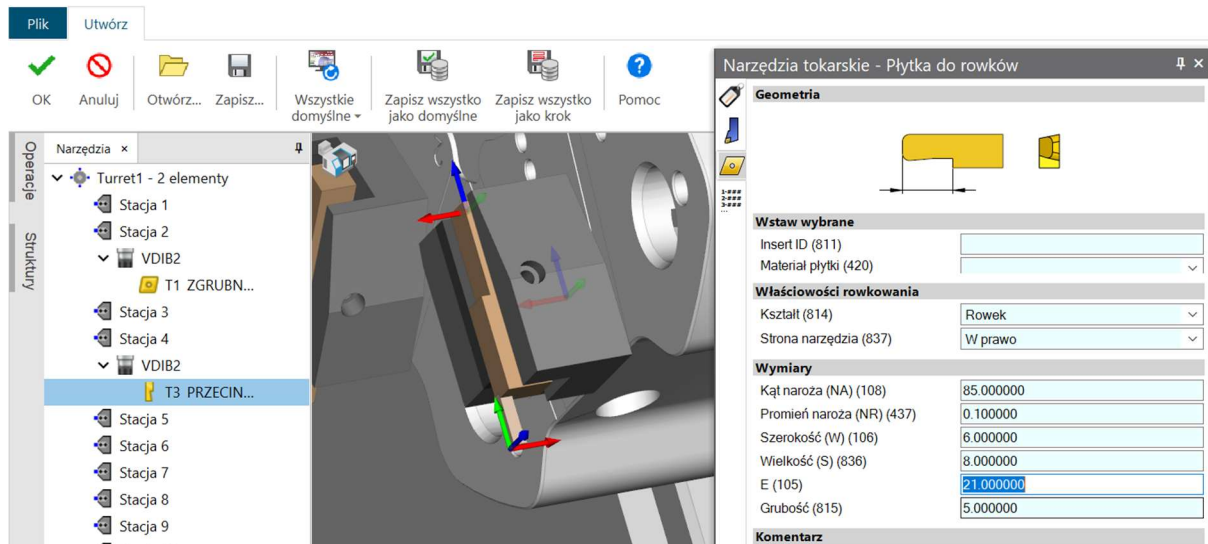 Plik
Utwórz
OK
Anuluj
Otwórz...
Zapisz...
Wszystkie
domyślne
Zapisz wszystko
jako domyślne
Zapisz wszystko
jako krok
Pomoc
Operacje
Struktury
Narzędzia ×
Turret1 - 2 elementy
Stacja 1
Stacja 2
VDIB2
T1 ZGRUBN...
Stacja 3
Stacja 4
VDIB2
T3 PRZECIN...
Stacja 5
Stacja 6
Stacja 7
Stacja 8
Stacja 9
Narzędzia tokarskie - Płytka do rowków
Geometria
1-###
2-###
3-###
...
Wstaw wybrane
Insert ID (811)
Materiał płytki (420)
Właściowości rowkowania
Kształt (814) Rowek
Strona narzędzia (837) W prawo
Wymiary
Kąt naroża (NA) (108) 85.000000
Promień naroża (NR) (437) 0.100000
Szerokość (W) (106) 6.000000
Wielkość (S) (836) 8.000000
E (105) 21.000000
Grubość (815) 5.000000
Komentarz